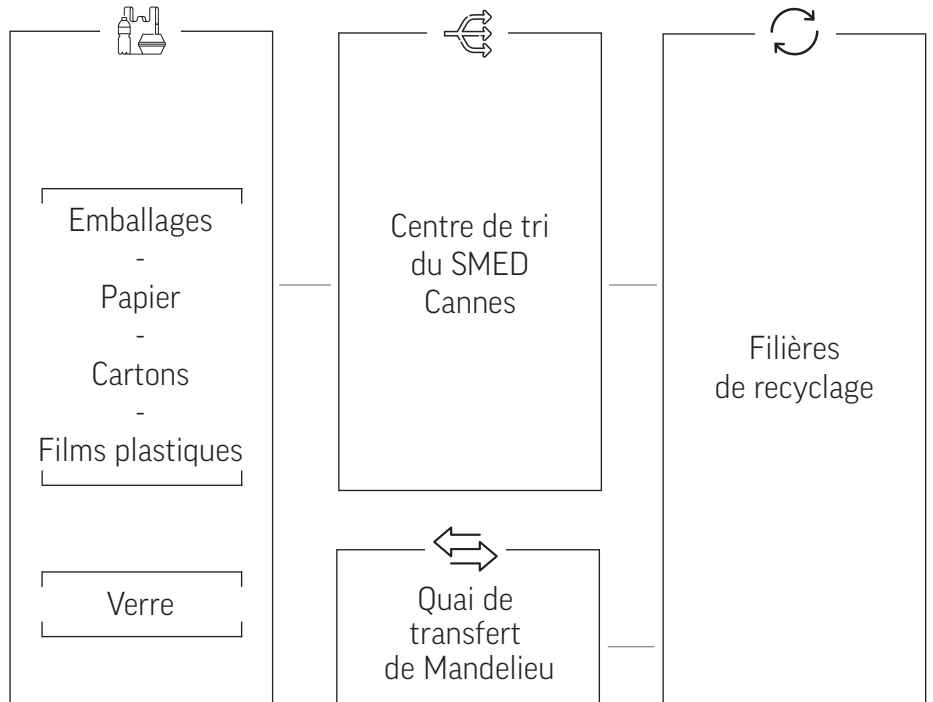 Emballages
-
Papier
-
Cartons
-
Films plastiques
Verre
Centre de tri
du SMED
Cannes
Quai de
transfert
de Mandelieu
Filières
de recyclage